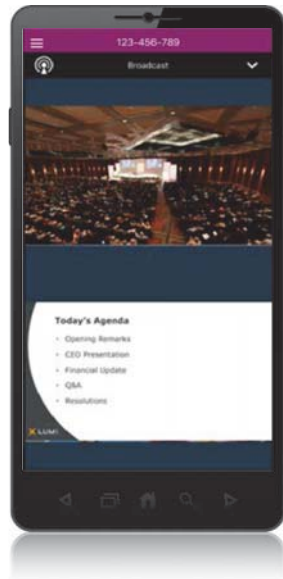 123-456-789
Broadcast
Today's Agenda
• Opening Remarks
• CEO Presentation
• Financial Update
• Q&A
• Resolutions
LUMI